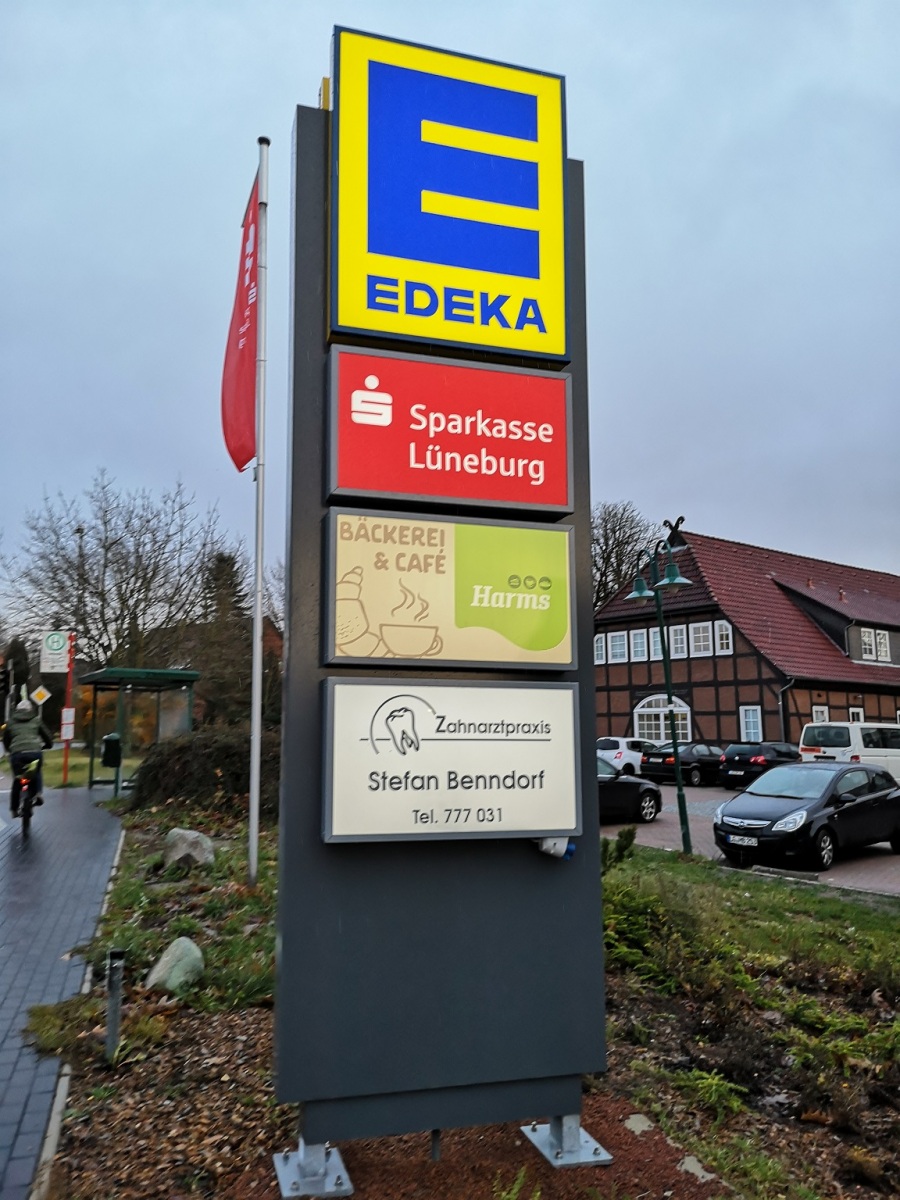 E
EDEKA
Sparkasse
Lüneburg
BÄCKEREI
& CAFÉ
Harms
Zahnarztpraxis
Stefan Benndorf
Tel. 777 031
H